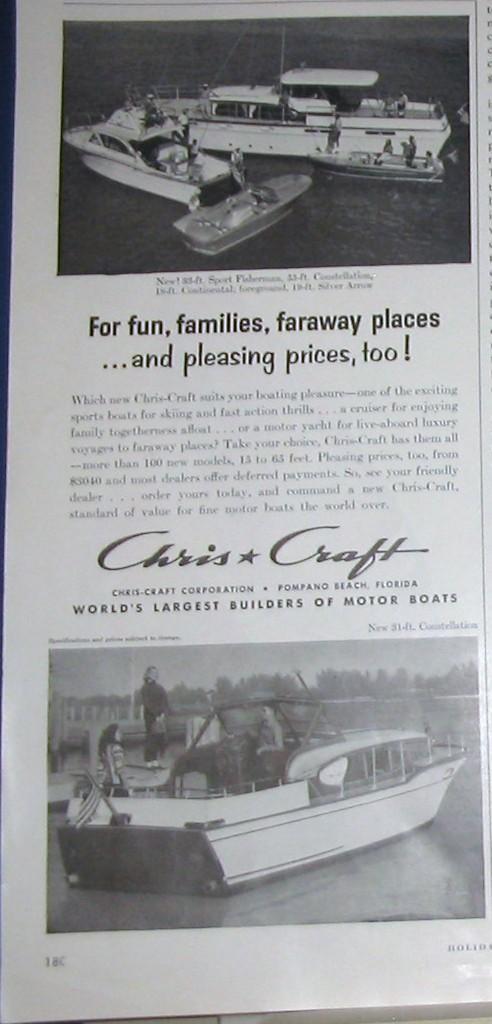 New! 33-ft. Sport Fisherman, 55-ft. Constellation,
18-ft. Continental; foreground, 19-ft. Silver Arrow
For fun, families, faraway places
...and pleasing prices, too!
Which new Chris-Craft suits your boating pleasure—one of the exciting
sports boats for skiing and fast action thrills . . . a cruiser for enjoying
family togetherness afloat . . . or a motor yacht for live-aboard luxury
voyages to faraway places? Take your choice, Chris-Craft has them all
—more than 100 new models, 15 to 65 feet. Pleasing prices, too, from
$3040 and most dealers offer deferred payments. So, see your friendly
dealer . . . order yours today, and command a new Chris-Craft,
standard of value for fine motor boats the world over.
Chris ★ Craft
CHRIS-CRAFT CORPORATION • POMPANO BEACH, FLORIDA
WORLD'S LARGEST BUILDERS OF MOTOR BOATS
New 31-ft. Constellation
Specifications and prices subject to change.
18C
HOLID